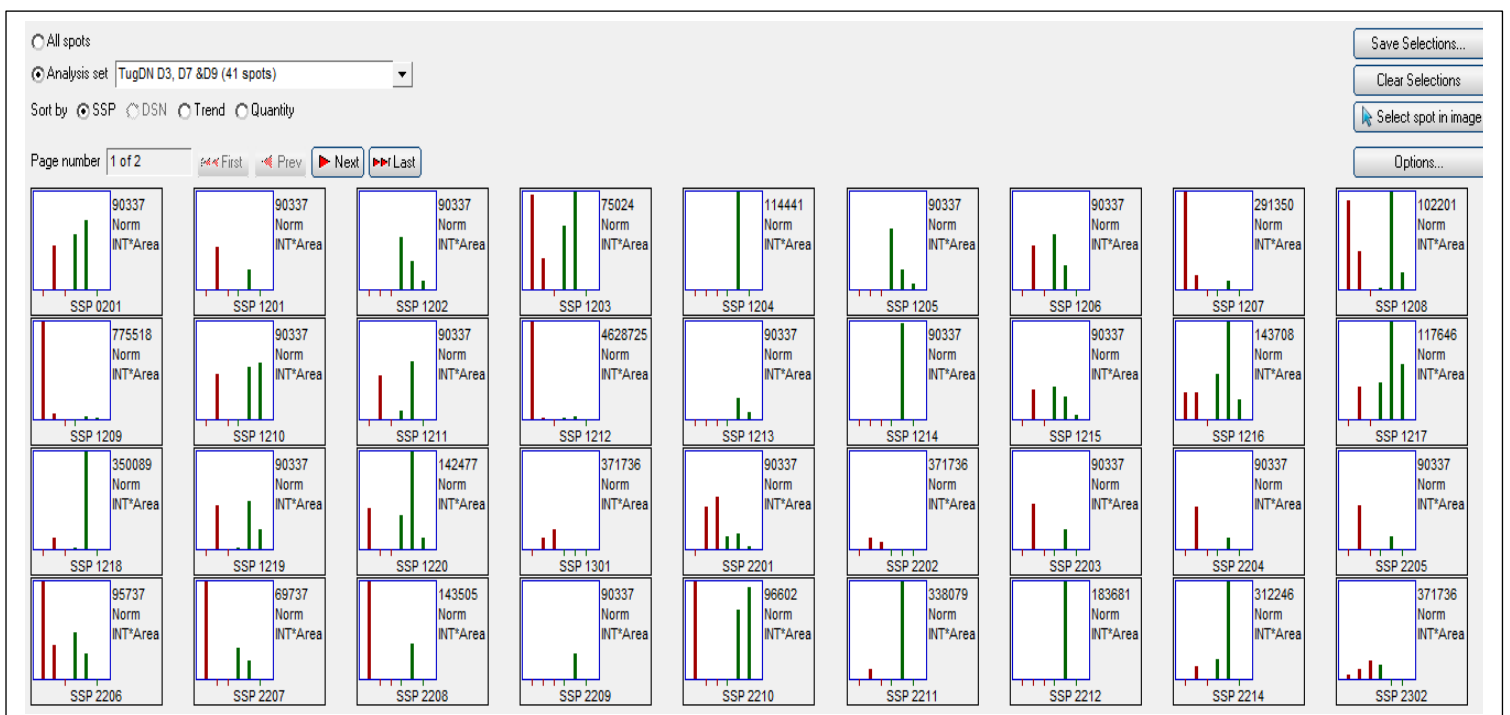 All spots
Save Selections...
Analysis set TugDN D3, D7 &D9 (41 spots)
Clear Selections
Sort by SSP DSN Trend Quantity
Select spot in image
Page number 1 of 2 First Prev Next Last
Options...
90337 90337 90337 75024 114441 90337 90337 291350 102201
Norm Norm Norm Norm Norm Norm Norm Norm Norm
INT*Area INT*Area INT*Area INT*Area INT*Area INT*Area INT*Area INT*Area INT*Area
SSP 0201 SSP 1201 SSP 1202 SSP 1203 SSP 1204 SSP 1205 SSP 1206 SSP 1207 SSP 1208
775518 90337 90337 4628725 90337 90337 90337 143708 117646
Norm Norm Norm Norm Norm Norm Norm Norm Norm
INT*Area INT*Area INT*Area INT*Area INT*Area INT*Area INT*Area INT*Area INT*Area
SSP 1209 SSP 1210 SSP 1211 SSP 1212 SSP 1213 SSP 1214 SSP 1215 SSP 1216 SSP 1217
350089 90337 142477 371736 90337 371736 90337 90337 90337
Norm Norm Norm Norm Norm Norm Norm Norm Norm
INT*Area INT*Area INT*Area INT*Area INT*Area INT*Area INT*Area INT*Area INT*Area
SSP 1218 SSP 1219 SSP 1220 SSP 1301 SSP 2201 SSP 2202 SSP 2203 SSP 2204 SSP 2205
95737 69737 143505 90337 96602 338079 183681 312246 371736
Norm Norm Norm Norm Norm Norm Norm Norm Norm
INT*Area INT*Area INT*Area INT*Area INT*Area INT*Area INT*Area INT*Area INT*Area
SSP 2206 SSP 2207 SSP 2208 SSP 2209 SSP 2210 SSP 2211 SSP 2212 SSP 2214 SSP 2302